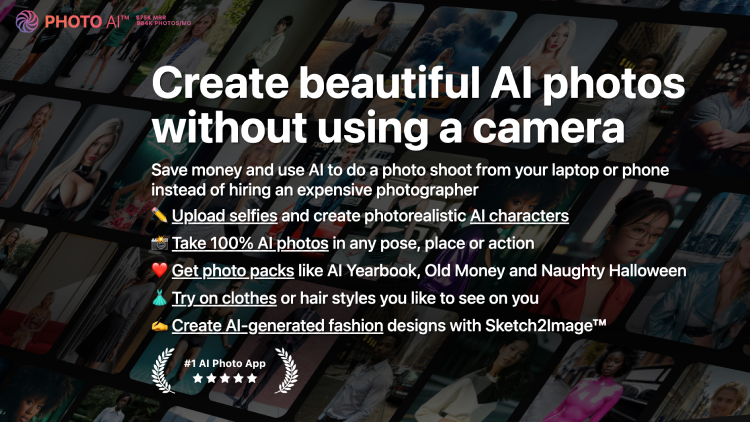 PHOTO AI™ $75K MRR
984K PHOTOS/MO
Create beautiful AI photos
without using a camera
Save money and use AI to do a photo shoot from your laptop or phone
instead of hiring an expensive photographer
✏️ Upload selfies and create photorealistic AI characters
📸 Take 100% AI photos in any pose, place or action
❤️ Get photo packs like AI Yearbook, Old Money and Naughty Halloween
👗 Try on clothes or hair styles you like to see on you
✍️ Create AI-generated fashion designs with Sketch2Image™
#1 AI Photo App